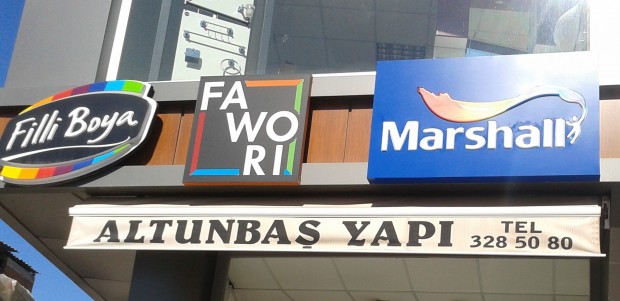 Filli Boya
FA
WO
RI
Marshall
ALTUNBAŞ YAPI
TEL
328 50 80